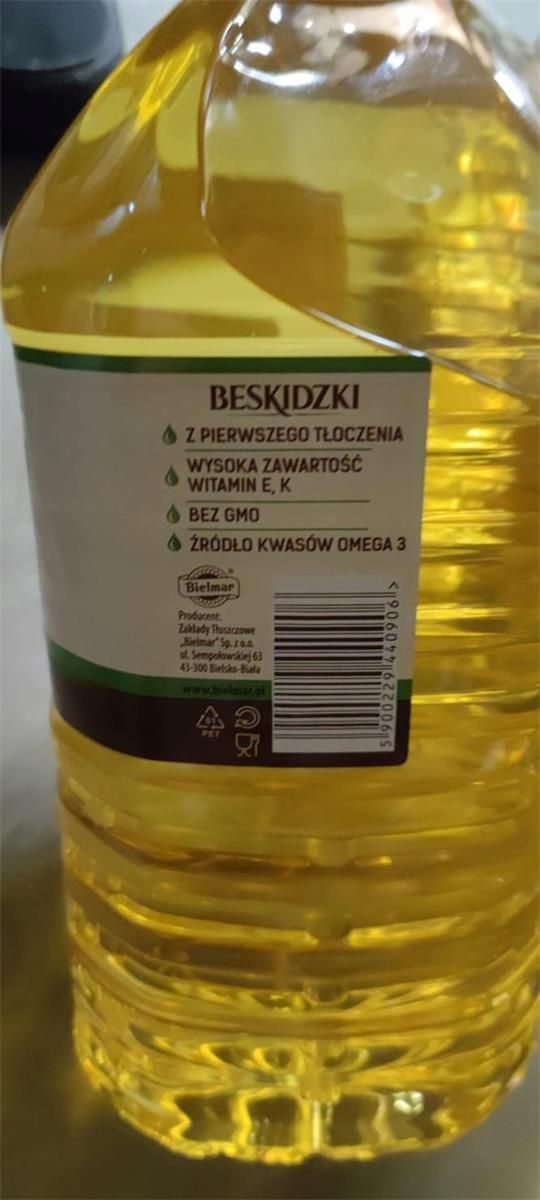 BESKIDZKI
Z PIERWSZEGO TŁOCZENIA
WYSOKA ZAWARTOŚĆ
WITAMIN E, K
BEZ GMO
ŹRÓDŁO KWASÓW OMEGA 3
Bielmar®
Producent:
Zakłady Tłuszczowe
„Bielmar" Sp. z o.o.
ul. Sempołowskiej 63
43-300 Bielsko-Biała
www.bielmar.pl
01
PET
5 900229 440906 >